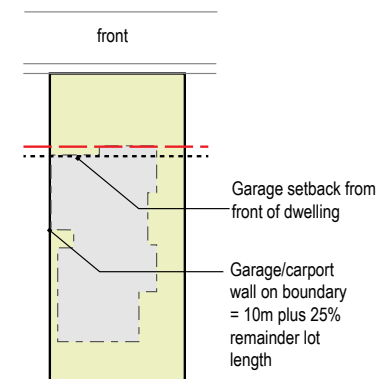 front
Garage setback from
front of dwelling
Garage/carport
wall on boundary
= 10m plus 25%
remainder lot
length